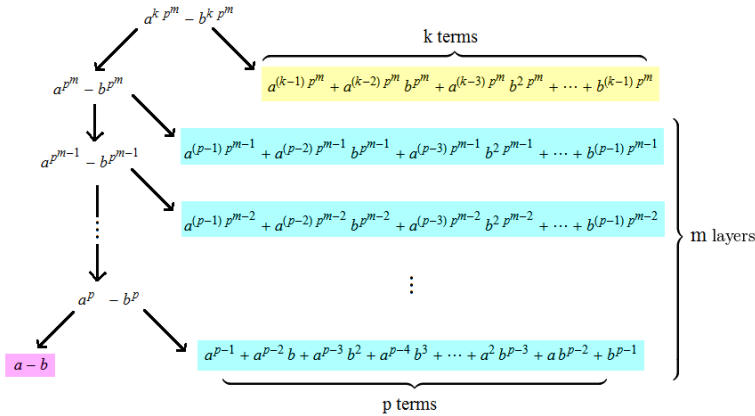 a^{k p^m} − b^{k p^m}
k terms
a^{(k−1) p^m} + a^{(k−2) p^m} b^{p^m} + a^{(k−3) p^m} b^{2 p^m} + ⋯ + b^{(k−1) p^m}
a^{p^m} − b^{p^m}
a^{(p−1) p^{m−1}} + a^{(p−2) p^{m−1}} b^{p^{m−1}} + a^{(p−3) p^{m−1}} b^{2 p^{m−1}} + ⋯ + b^{(p−1) p^{m−1}}
a^{p^{m−1}} − b^{p^{m−1}}
a^{(p−1) p^{m−2}} + a^{(p−2) p^{m−2}} b^{p^{m−2}} + a^{(p−3) p^{m−2}} b^{2 p^{m−2}} + ⋯ + b^{(p−1) p^{m−2}}
m layers
⋮
a^p − b^p
a^{p−1} + a^{p−2} b + a^{p−3} b^2 + a^{p−4} b^3 + ⋯ + a^2 b^{p−3} + a b^{p−2} + b^{p−1}
a − b
p terms